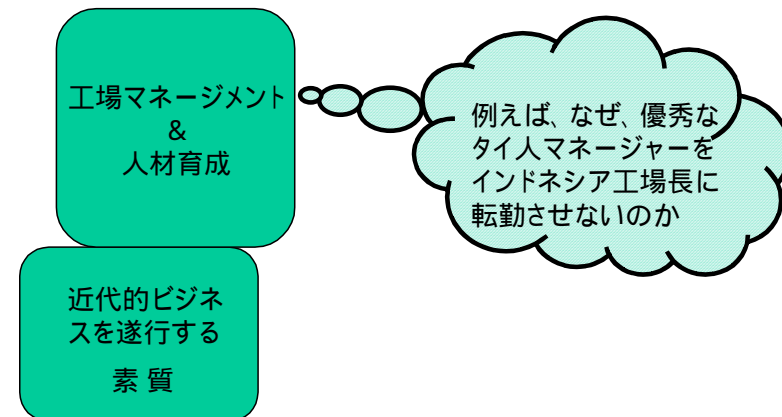 工場マネージメント
&
人材育成
例えば、なぜ、優秀な
タイ人マネージャーを
インドネシア工場長に
転勤させないのか
近代的ビジネ
スを遂行する
素 質